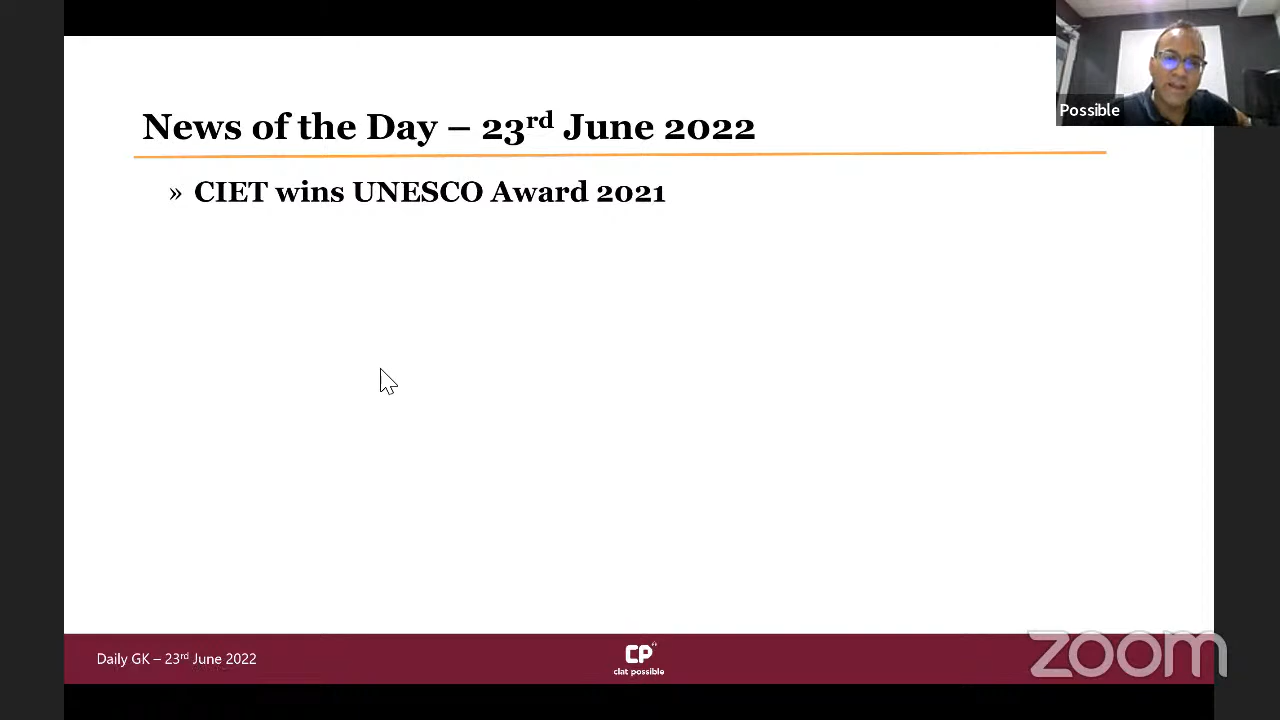 Possible
News of the Day – 23rd June 2022
» CIET wins UNESCO Award 2021
Daily GK – 23rd June 2022
CP
clat possible
zoom